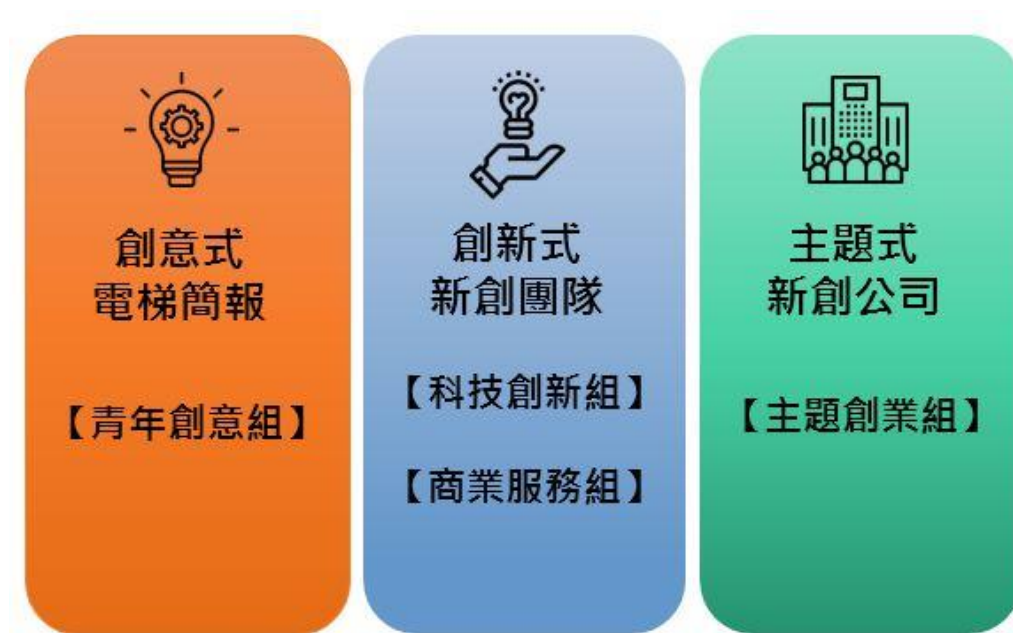 創意式
電梯簡報
【青年創意組】
創新式
新創團隊
【科技創新組】
【商業服務組】
主題式
新創公司
【主題創業組】